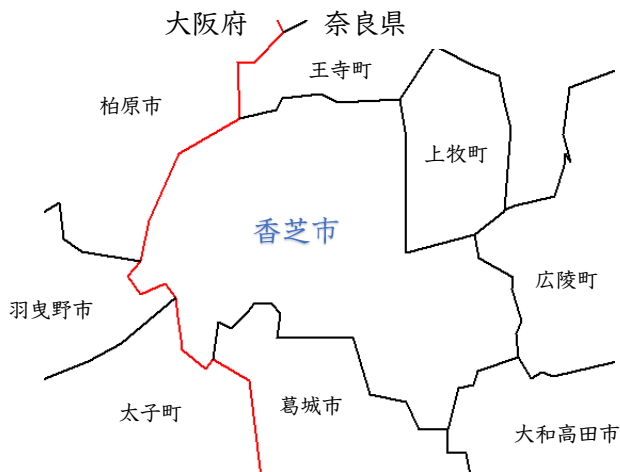 大阪府
奈良県
王寺町
柏原市
上牧町
香芝市
広陵町
羽曳野市
太子町
葛城市
大和高田市